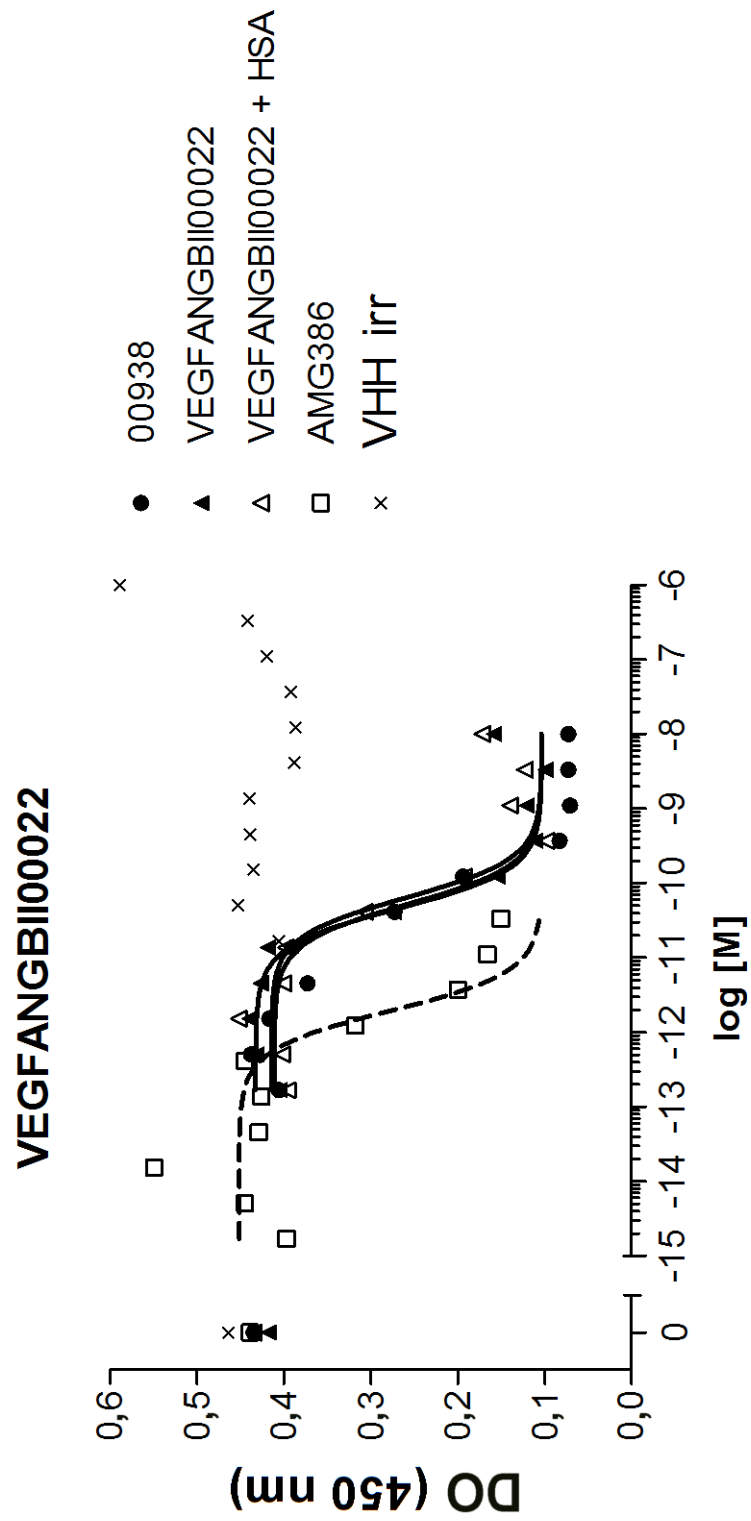 VEGFANGBII00022
00938
VEGFANGBII00022
VEGFANGBII00022 + HSA
AMG386
VHH irr
DO (450 nm)
0,6
0,5
0,4
0,3
0,2
0,1
0,0
0 -15 -14 -13 -12 -11 -10 -9 -8 -7 -6
log [M]